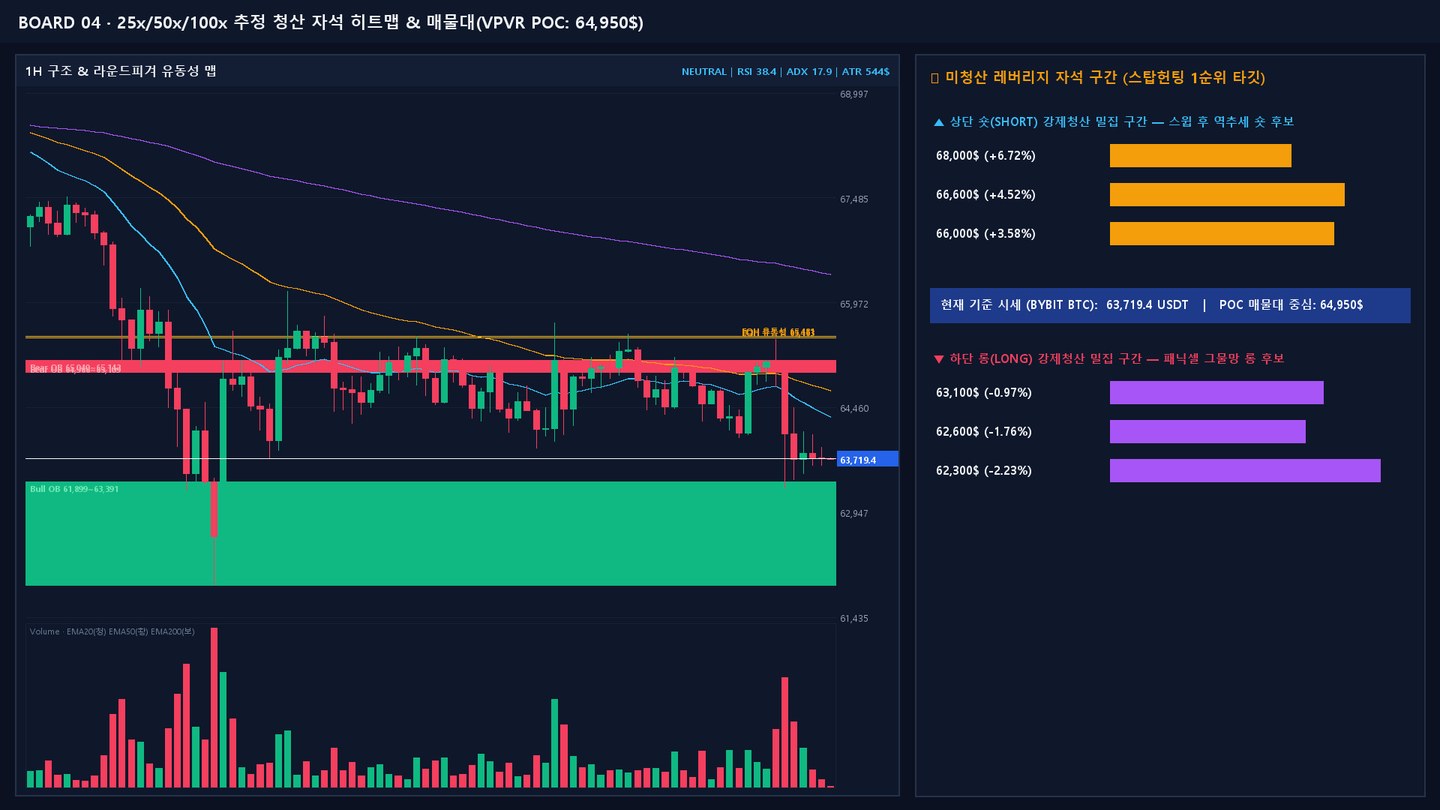 BOARD 04 · 25x/50x/100x 추정 청산 자석 히트맵 & 매물대(VPVR POC: 64,950$)
1H 구조 & 라운드피겨 유동성 맵
NEUTRAL | RSI 38.4 | ADX 17.9 | ATR 544$
68,997
67,485
65,972
EQH 유동성
Bear OB
64,460
63,719.4
Bull OB 61,899~63,391
62,947
61,435
Volume · EMA20(청) EMA50(황) EMA200(보)
미청산 레버리지 자석 구간 (스탑헌팅 1순위 타깃)
▲ 상단 숏(SHORT) 강제청산 밀집 구간 — 스윕 후 역추세 숏 후보
68,000$ (+6.72%)
66,600$ (+4.52%)
66,000$ (+3.58%)
현재 기준 시세 (BYBIT BTC): 63,719.4 USDT | POC 매물대 중심: 64,950$
▼ 하단 롱(LONG) 강제청산 밀집 구간 — 패닉셀 그물망 롱 후보
63,100$ (-0.97%)
62,600$ (-1.76%)
62,300$ (-2.23%)